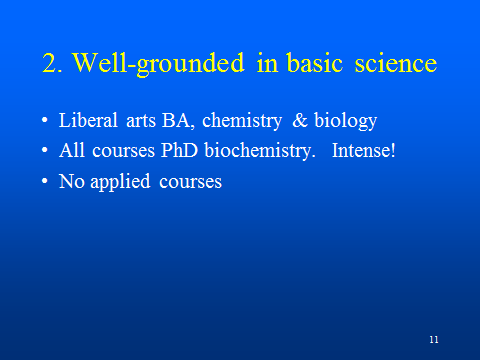 2. Well-grounded in basic science
• Liberal arts BA, chemistry & biology
• All courses PhD biochemistry. Intense!
• No applied courses
11